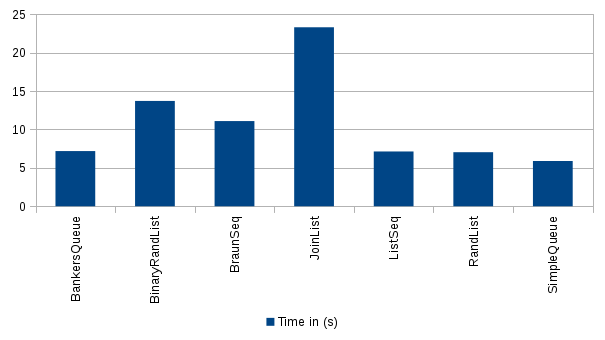 25
20
15
10
5
0
BankersQueue
BinaryRandList
BraunSeq
JoinList
ListSeq
RandList
SimpleQueue
Time in (s)